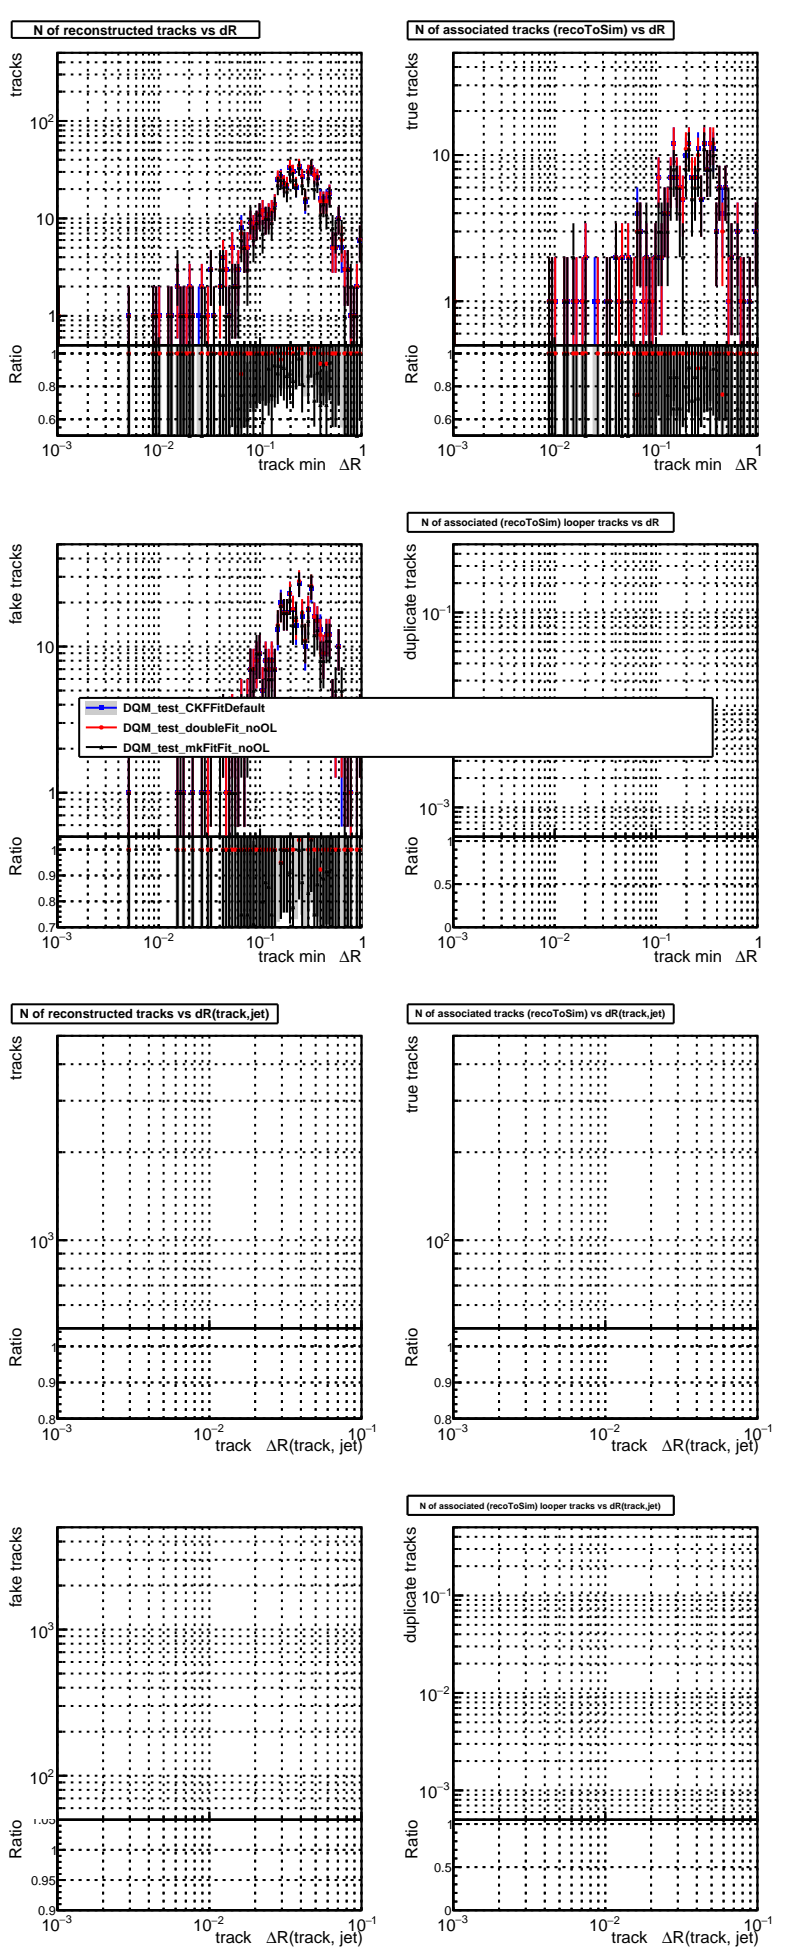 N of reconstructed tracks vs dR
tracks
10²
10
1
Ratio
1
0.8
0.6
10⁻³ 10⁻² 10⁻¹ 1
track min ΔR
N of associated tracks (recoToSim) vs dR
true tracks
10
1
Ratio
1
0.8
0.6
10⁻³ 10⁻² 10⁻¹ 1
track min ΔR
fake tracks
10
1
Ratio
1
0.9
0.8
0.7
10⁻³ 10⁻² 10⁻¹ 1
track min ΔR
N of associated (recoToSim) looper tracks vs dR
duplicate tracks
10⁻¹
10⁻³
Ratio
1
0.5
0
10⁻³ 10⁻² 10⁻¹ 1
track min ΔR
DQM_test_CKFFitDefault
DQM_test_doubleFit_noOL
DQM_test_mkFitFit_noOL
N of reconstructed tracks vs dR(track,jet)
tracks
10³
Ratio
1
0.9
0.8
10⁻³ 10⁻² 10⁻¹
track ΔR(track, jet)
N of associated tracks (recoToSim) vs dR(track,jet)
true tracks
10²
Ratio
1
0.9
0.8
10⁻³ 10⁻² 10⁻¹
track ΔR(track, jet)
fake tracks
10³
10²
Ratio
1.05
1
0.95
0.9
10⁻³ 10⁻² 10⁻¹
track ΔR(track, jet)
N of associated (recoToSim) looper tracks vs dR(track,jet)
duplicate tracks
10⁻¹
10⁻²
10⁻³
Ratio
1
0.5
0
10⁻³ 10⁻² 10⁻¹
track ΔR(track, jet)